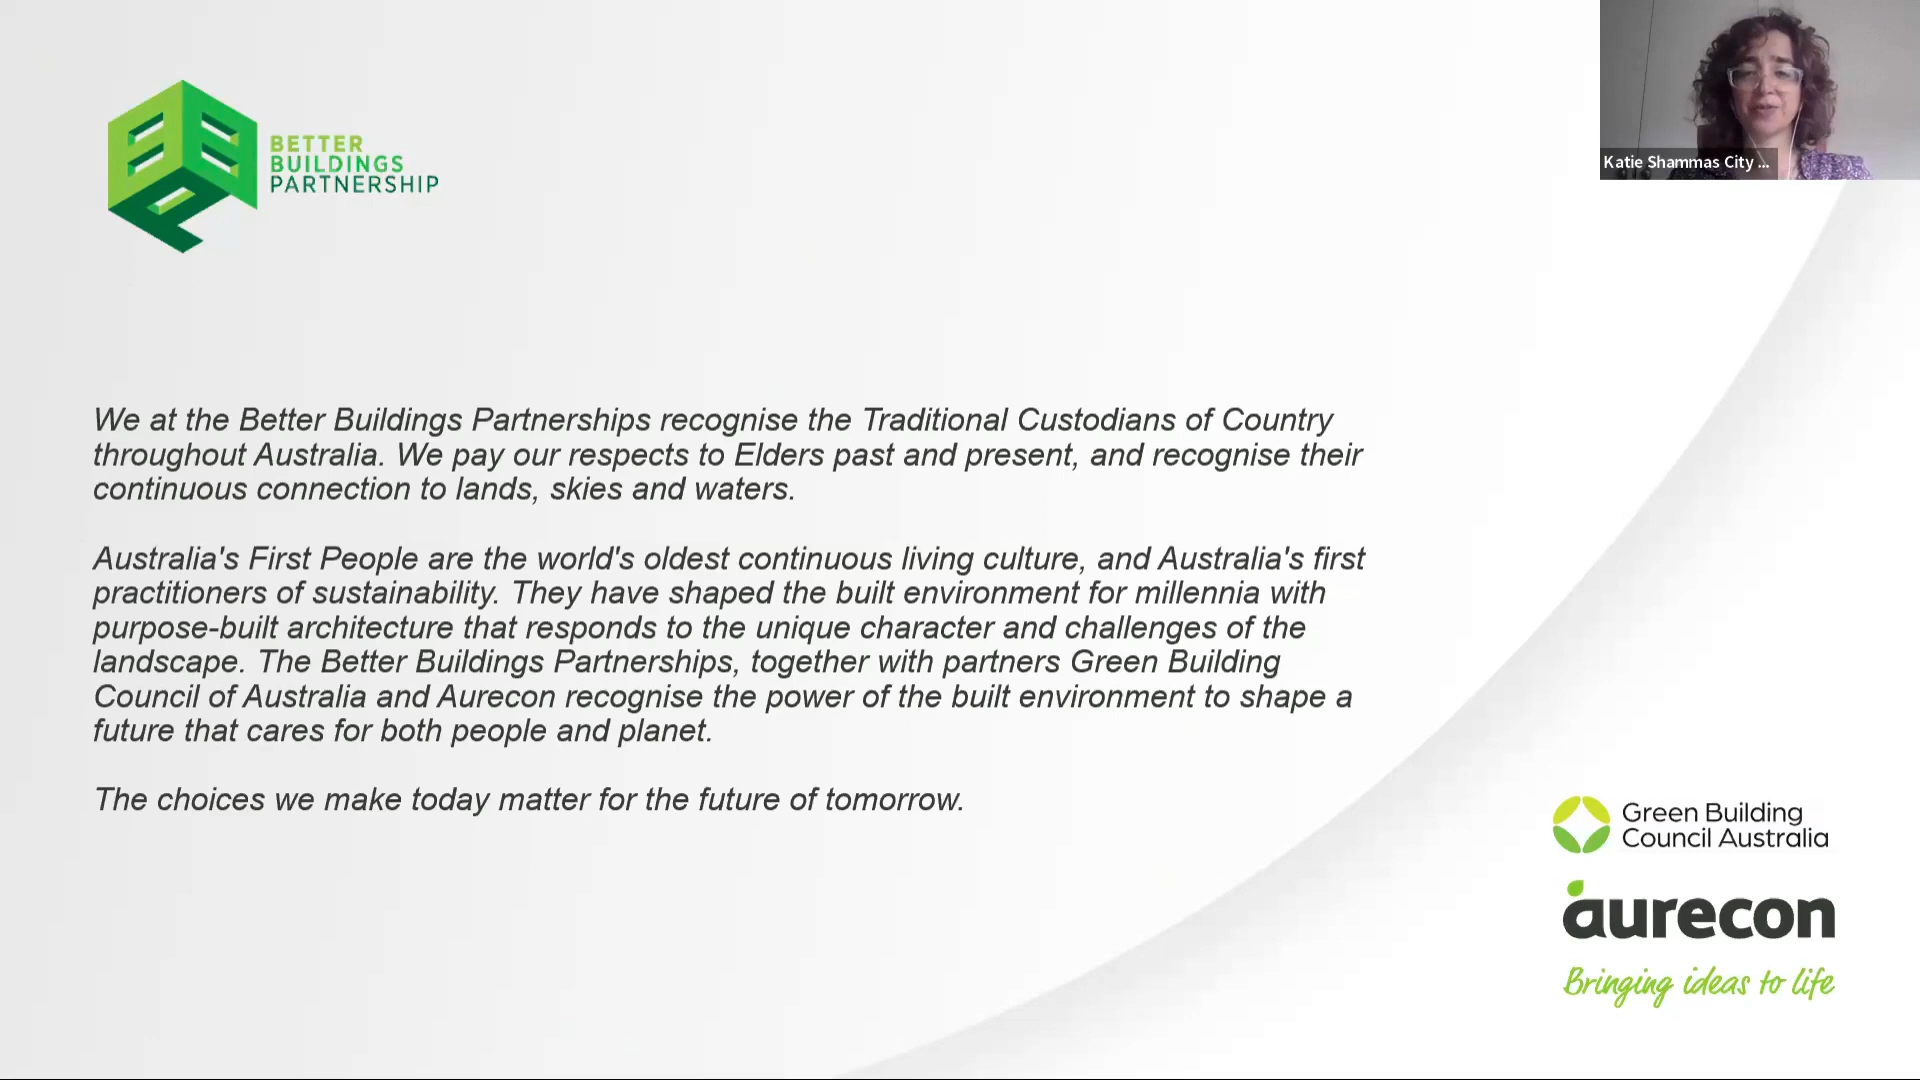 BETTER
BUILDINGS
PARTNERSHIP
Katie Shammas City ...
We at the Better Buildings Partnerships recognise the Traditional Custodians of Country
throughout Australia. We pay our respects to Elders past and present, and recognise their
continuous connection to lands, skies and waters.
Australia's First People are the world's oldest continuous living culture, and Australia's first
practitioners of sustainability. They have shaped the built environment for millennia with
purpose-built architecture that responds to the unique character and challenges of the
landscape. The Better Buildings Partnerships, together with partners Green Building
Council of Australia and Aurecon recognise the power of the built environment to shape a
future that cares for both people and planet.
The choices we make today matter for the future of tomorrow.
Green Building
Council Australia
aurecon
Bringing ideas to life